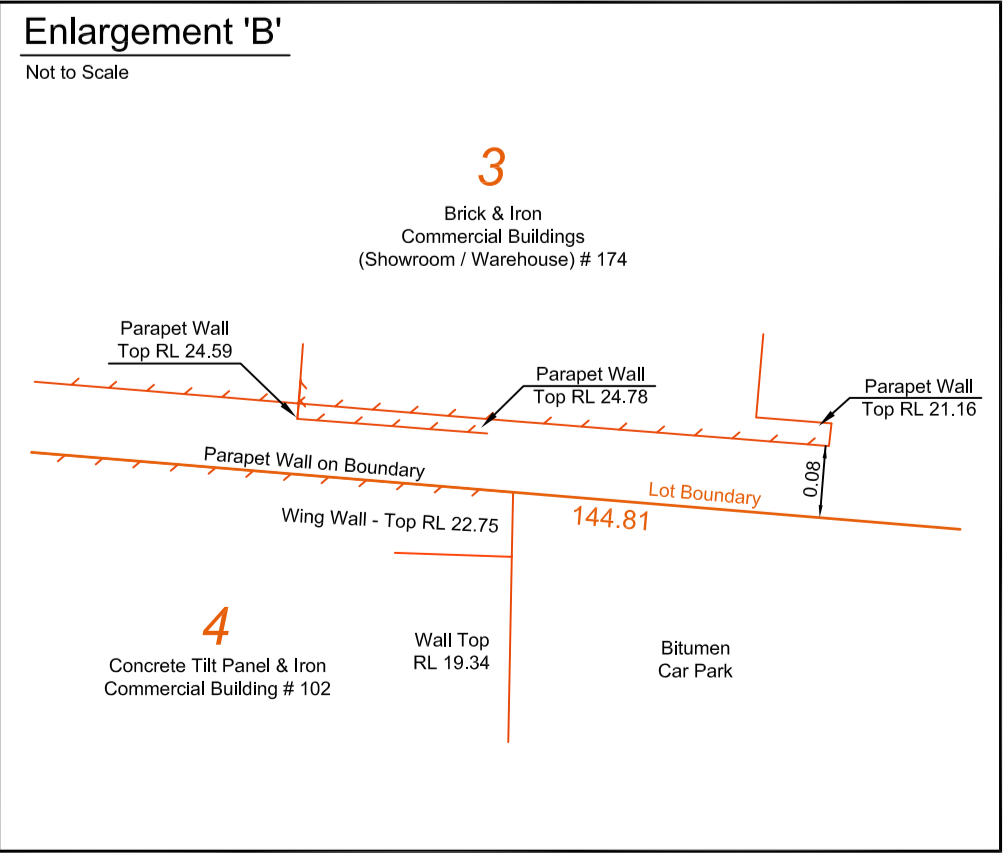 Enlargement 'B'
Not to Scale
3
Brick & Iron
Commercial Buildings
(Showroom / Warehouse) # 174
Parapet Wall
Top RL 24.59
Parapet Wall
Top RL 24.78
Parapet Wall
Top RL 21.16
Parapet Wall on Boundary
0.08
Lot Boundary
144.81
Wing Wall - Top RL 22.75
4
Concrete Tilt Panel & Iron
Commercial Building # 102
Wall Top
RL 19.34
Bitumen
Car Park